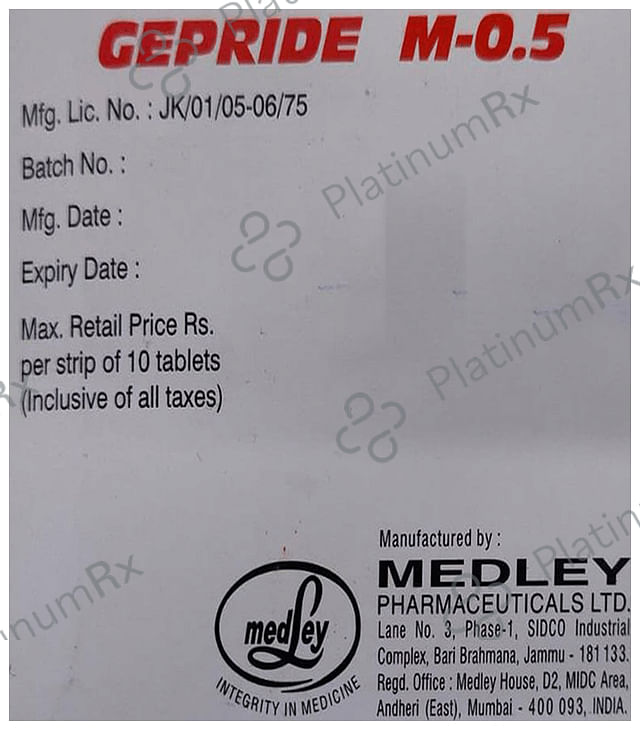 GEPRIDE M-0.5
Mfg. Lic. No. : JK/01/05-06/75
Batch No. :
Mfg. Date :
Expiry Date :
Max. Retail Price Rs.
per strip of 10 tablets
(Inclusive of all taxes)
PlatinumRx
PlatinumRx
PlatinumRx
Manufactured by :
MEDLEY
PHARMACEUTICALS LTD.
Lane No. 3, Phase-1, SIDCO Industrial
Complex, Bari Brahmana, Jammu - 181 133.
Regd. Office : Medley House, D2, MIDC Area,
Andheri (East), Mumbai - 400 093, INDIA.
medley
INTEGRITY IN MEDICINE